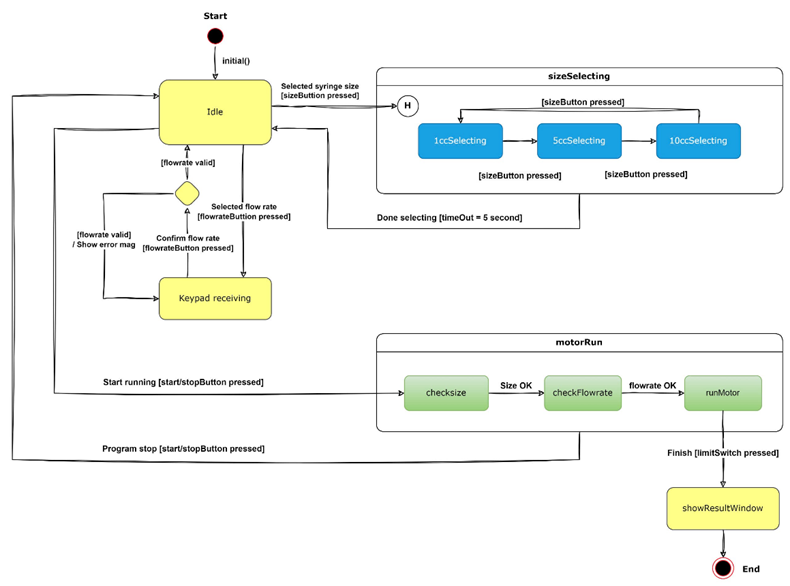 Start
initial()
Idle
Selected syringe size
[sizeButtion pressed]
H
sizeSelecting
[sizeButton pressed]
1ccSelecting
5ccSelecting
10ccSelecting
[sizeButton pressed]
[sizeButton pressed]
[flowrate valid]
Selected flow rate
[flowrateButtion pressed]
Done selecting [timeOut = 5 second]
[flowrate valid]
/ Show error mag
Confirm flow rate
[flowrateButton pressed]
Keypad receiving
motorRun
Start running [start/stopButton pressed]
checksize
Size OK
checkFlowrate
flowrate OK
runMotor
Program stop [start/stopButton pressed]
Finish [limitSwitch pressed]
showResultWindow
End